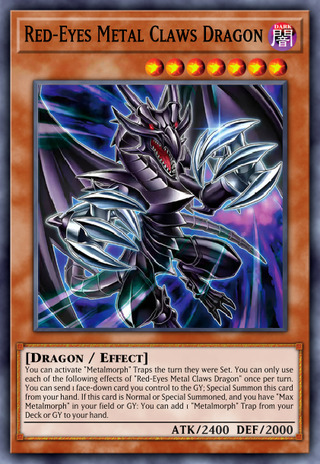 Red-Eyes Metal Claws Dragon
DARK
闇
[Dragon / Effect]
You can activate "Metalmorph" Traps the turn they were Set. You can only use
each of the following effects of "Red-Eyes Metal Claws Dragon" once per turn.
You can send 1 face-down card you control to the GY; Special Summon this card
from your hand. If this card is Normal or Special Summoned, and you have "Max
Metalmorph" in your field or GY: You can add 1 "Metalmorph" Trap from your
Deck or GY to your hand.
ATK/2400 DEF/2000